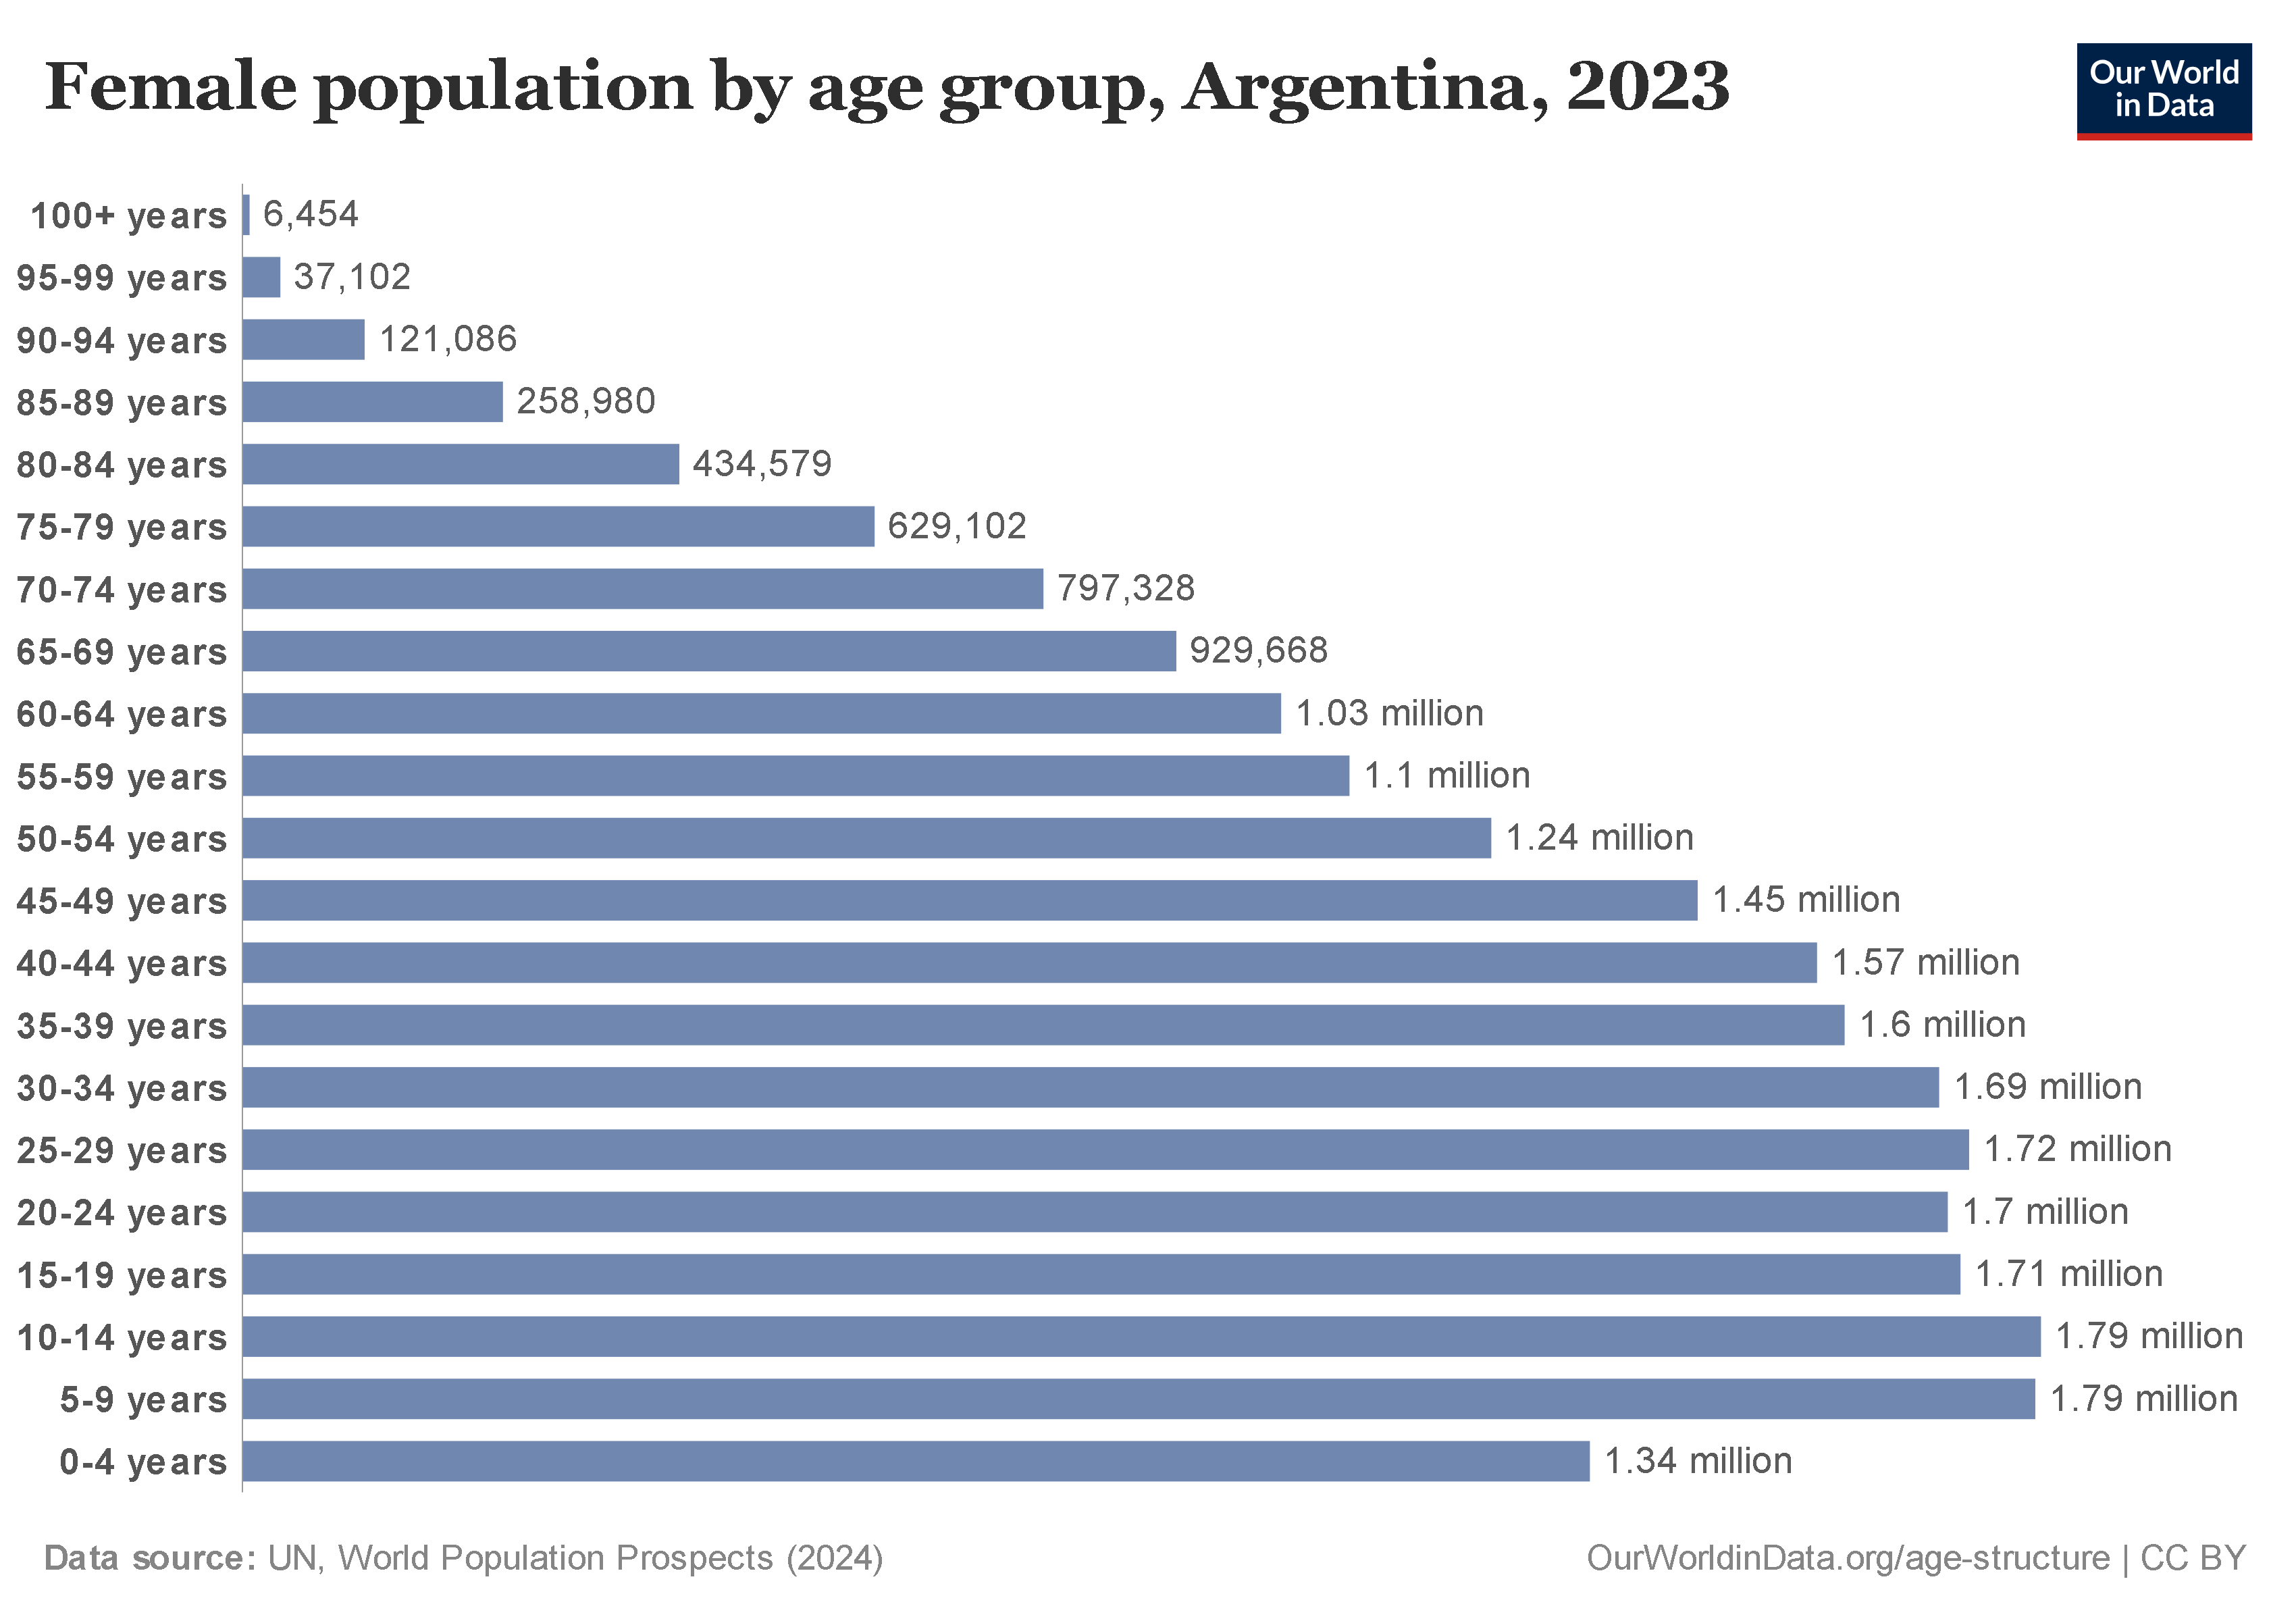 Female population by age group, Argentina, 2023
Our World
in Data
100+ years 6,454
95-99 years 37,102
90-94 years 121,086
85-89 years 258,980
80-84 years 434,579
75-79 years 629,102
70-74 years 797,328
65-69 years 929,668
60-64 years 1.03 million
55-59 years 1.1 million
50-54 years 1.24 million
45-49 years 1.45 million
40-44 years 1.57 million
35-39 years 1.6 million
30-34 years 1.69 million
25-29 years 1.72 million
20-24 years 1.7 million
15-19 years 1.71 million
10-14 years 1.79 million
5-9 years 1.79 million
0-4 years 1.34 million
Data source: UN, World Population Prospects (2024)
OurWorldinData.org/age-structure | CC BY